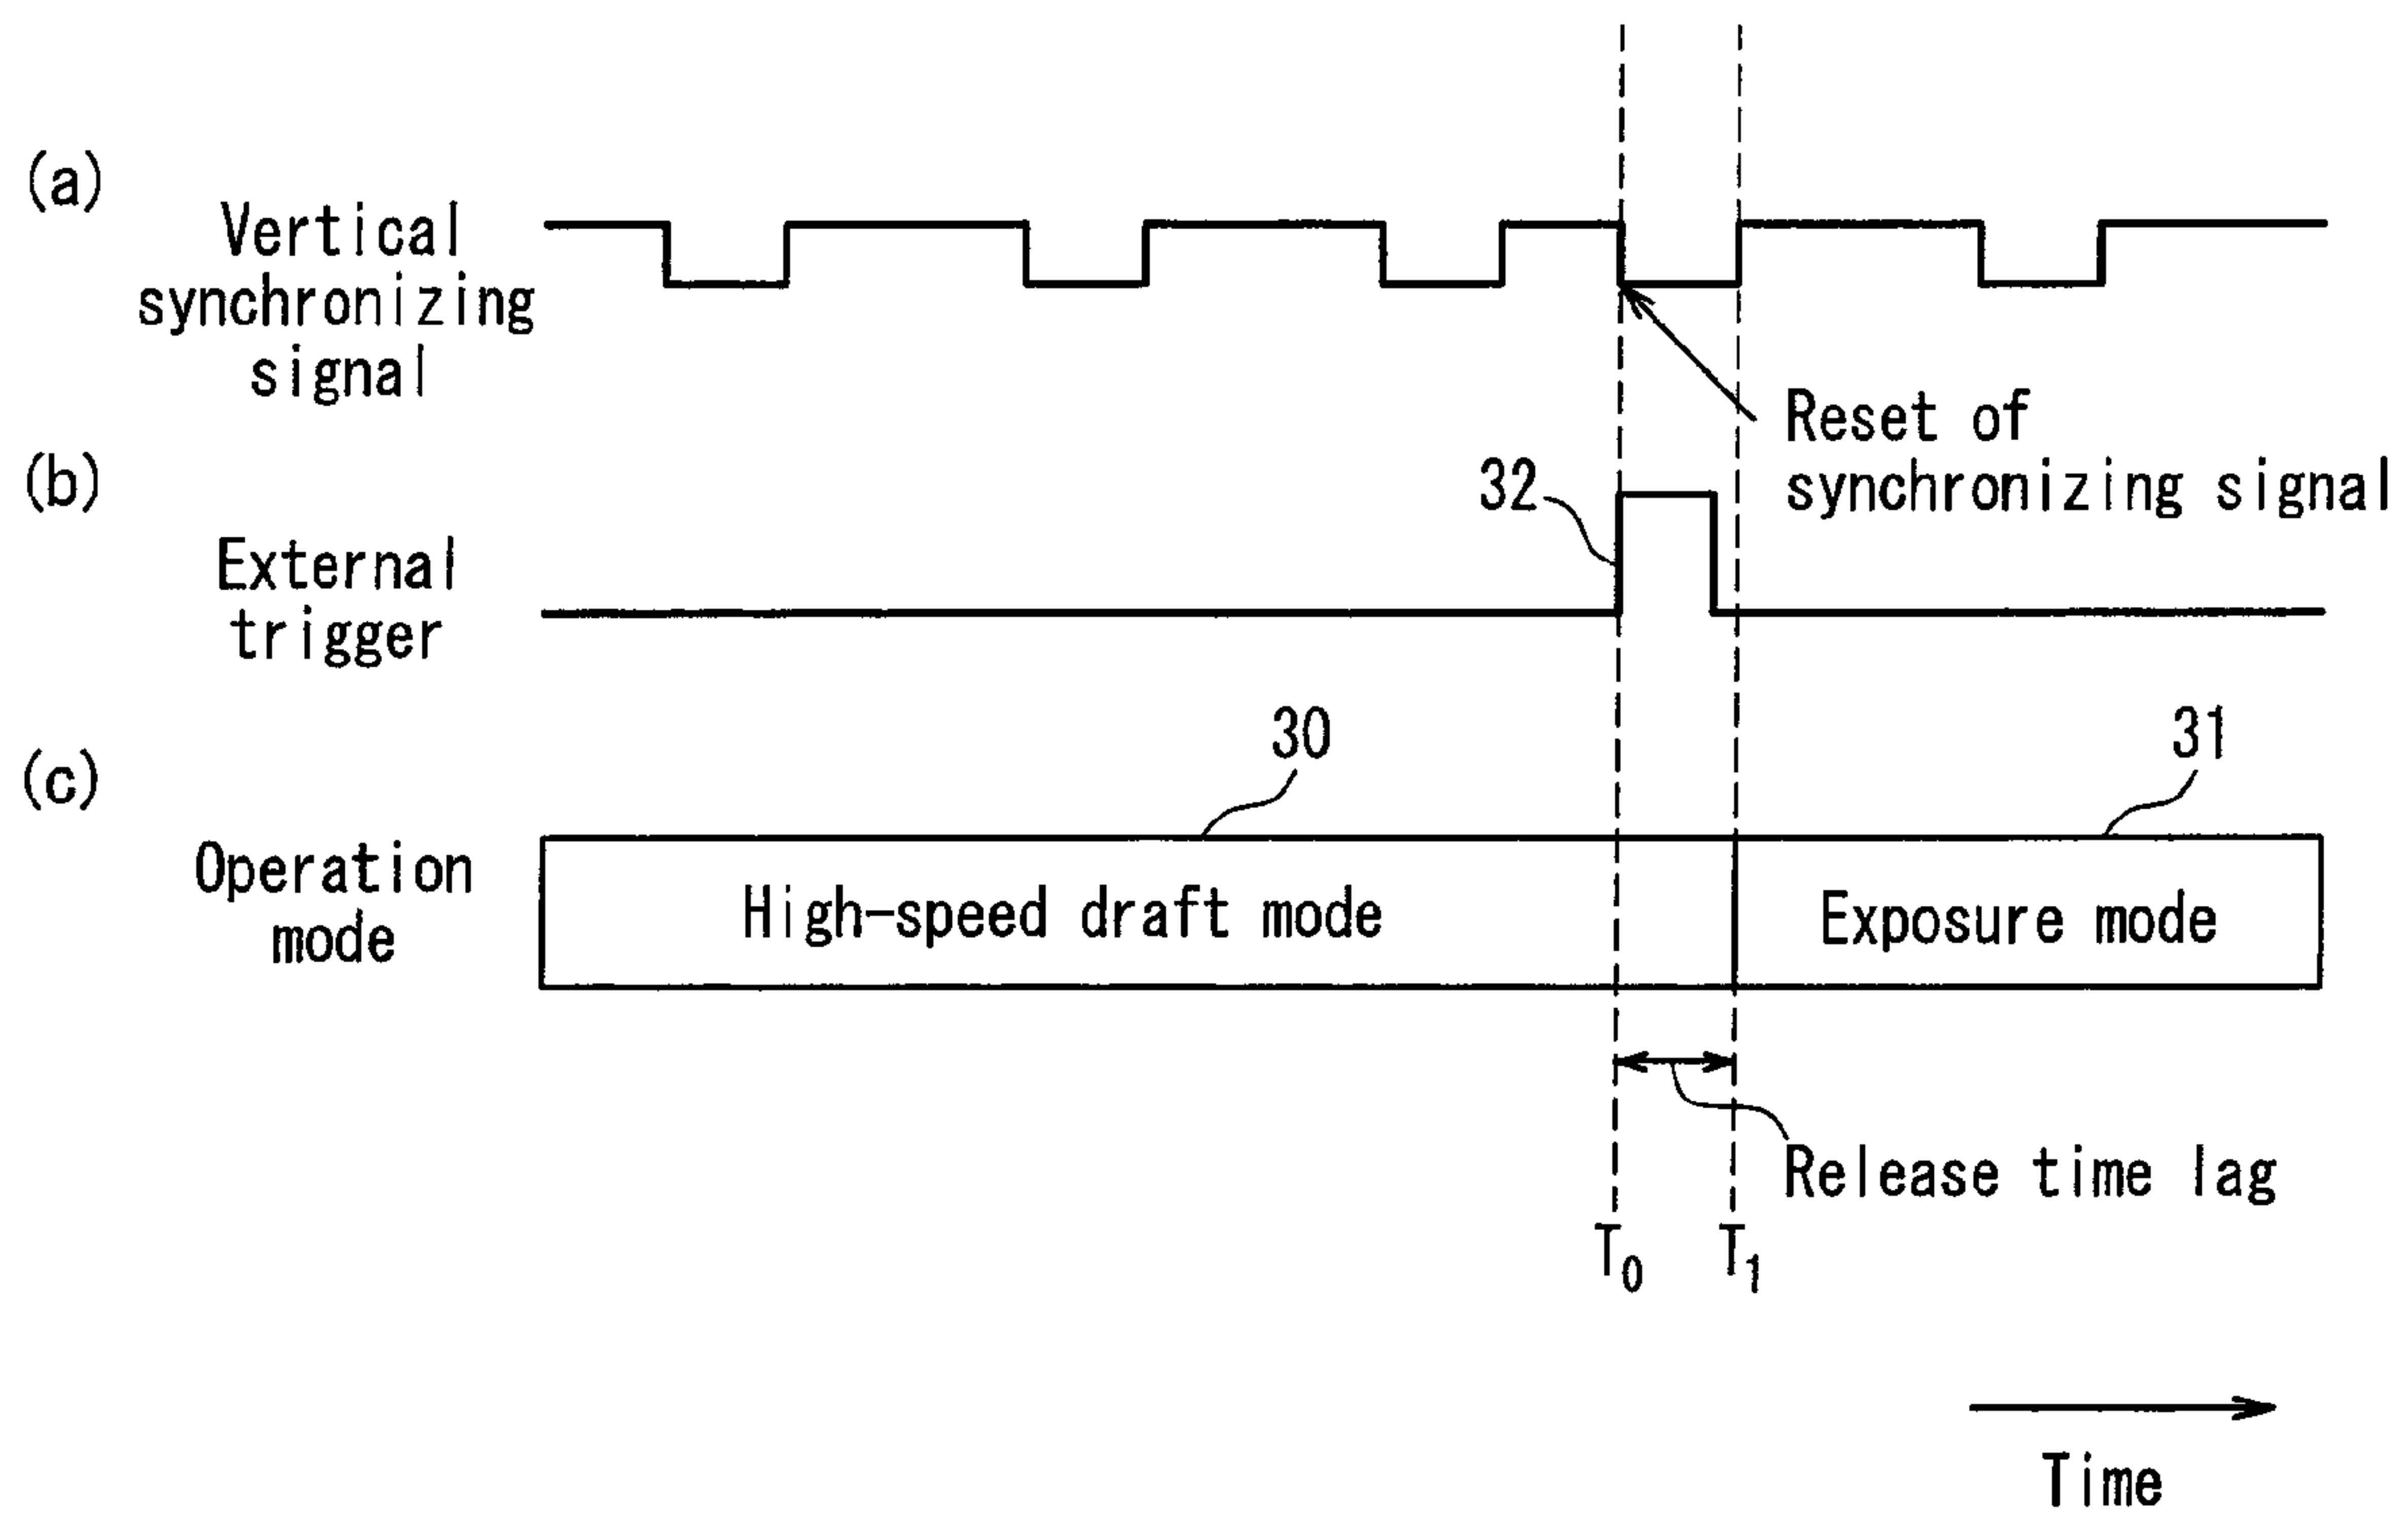 (a)
Vertical
synchronizing
signal
Reset of
synchronizing signal
(b)
32
External
trigger
30
31
(c)
Operation
mode
High-speed draft mode
Exposure mode
Release time lag
T0
T1
Time